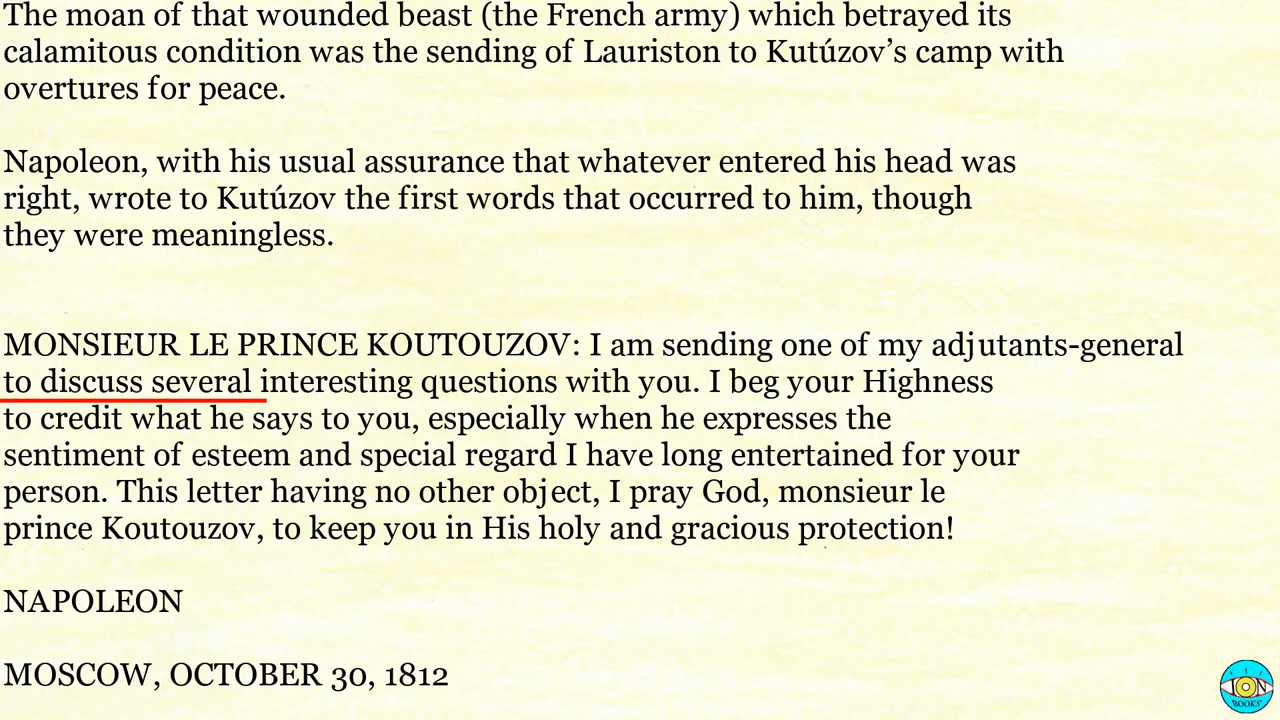 The moan of that wounded beast (the French army) which betrayed its
calamitous condition was the sending of Lauriston to Kutúzov’s camp with
overtures for peace.
Napoleon, with his usual assurance that whatever entered his head was
right, wrote to Kutúzov the first words that occurred to him, though
they were meaningless.
MONSIEUR LE PRINCE KOUTOUZOV: I am sending one of my adjutants-general
to discuss several interesting questions with you. I beg your Highness
to credit what he says to you, especially when he expresses the
sentiment of esteem and special regard I have long entertained for your
person. This letter having no other object, I pray God, monsieur le
prince Koutouzov, to keep you in His holy and gracious protection!
NAPOLEON
MOSCOW, OCTOBER 30, 1812
ION
BOOKS